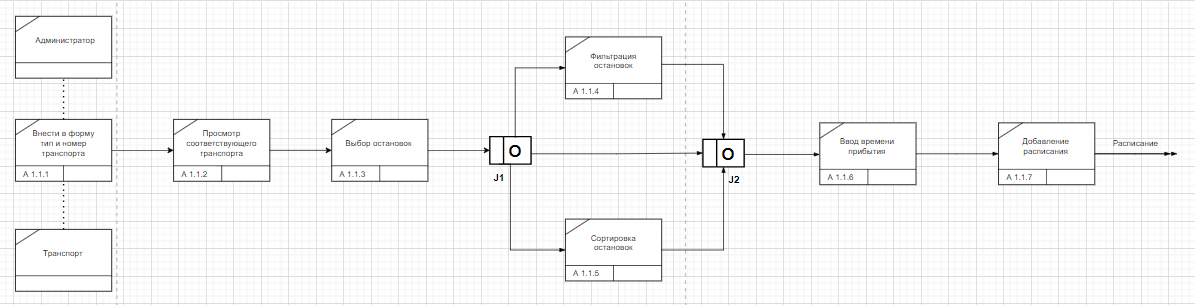 Администратор
Внести в форму
тип и номер
транспорта
А 1.1.1
Транспорт
Просмотр
соответствующего
транспорта
А 1.1.2
Выбор остановок
А 1.1.3
O
J1
Фильтрация
остановок
А 1.1.4
Сортировка
остановок
А 1.1.5
O
J2
Ввод времени
прибытия
А 1.1.6
Добавление
расписания
А 1.1.7
Расписание